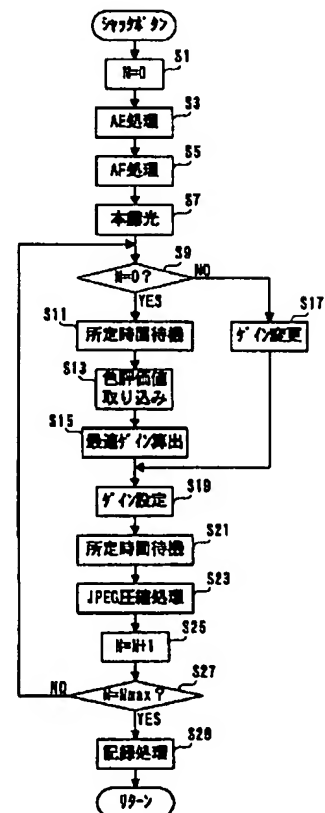 シャッタボタン
S1
N=0
S3
AE処理
S5
AF処理
S7
本露光
S9
N=0?
NO
YES
S11
所定時間待機
S17
ゲイン変更
S13
色評価値
取り込み
S15
最適ゲイン算出
S19
ゲイン設定
S21
所定時間待機
S23
JPEG圧縮処理
S25
N=N+1
S27
N=Nmax?
NO
YES
S29
記録処理
リターン